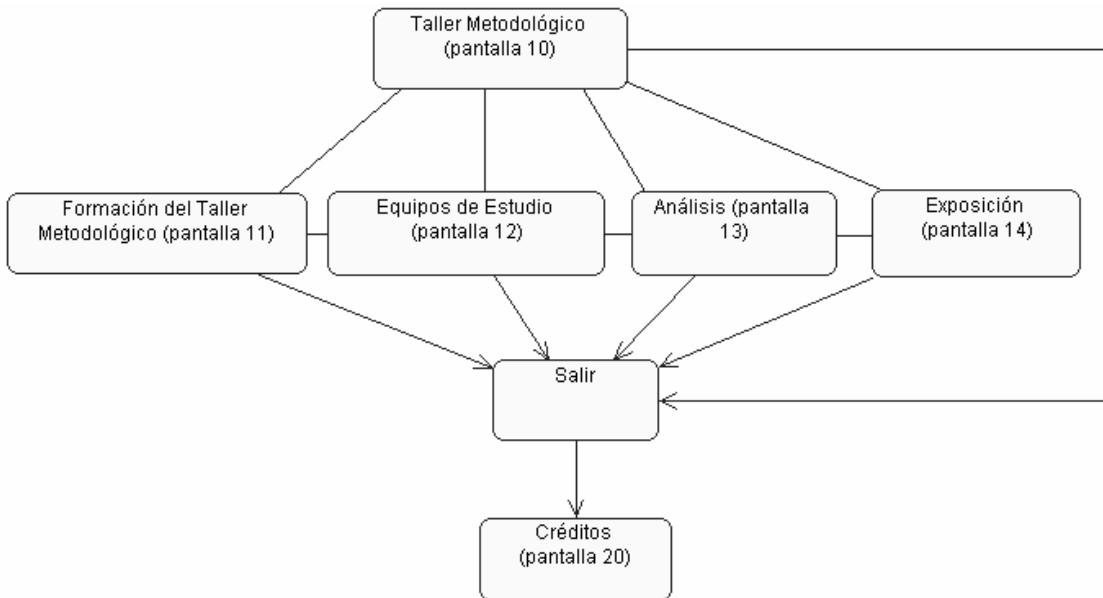 Taller Metodológico
(pantalla 10)
Formación del Taller
Metodológico (pantalla 11)
Equipos de Estudio
(pantalla 12)
Análisis (pantalla
13)
Exposición
(pantalla 14)
Salir
Créditos
(pantalla 20)